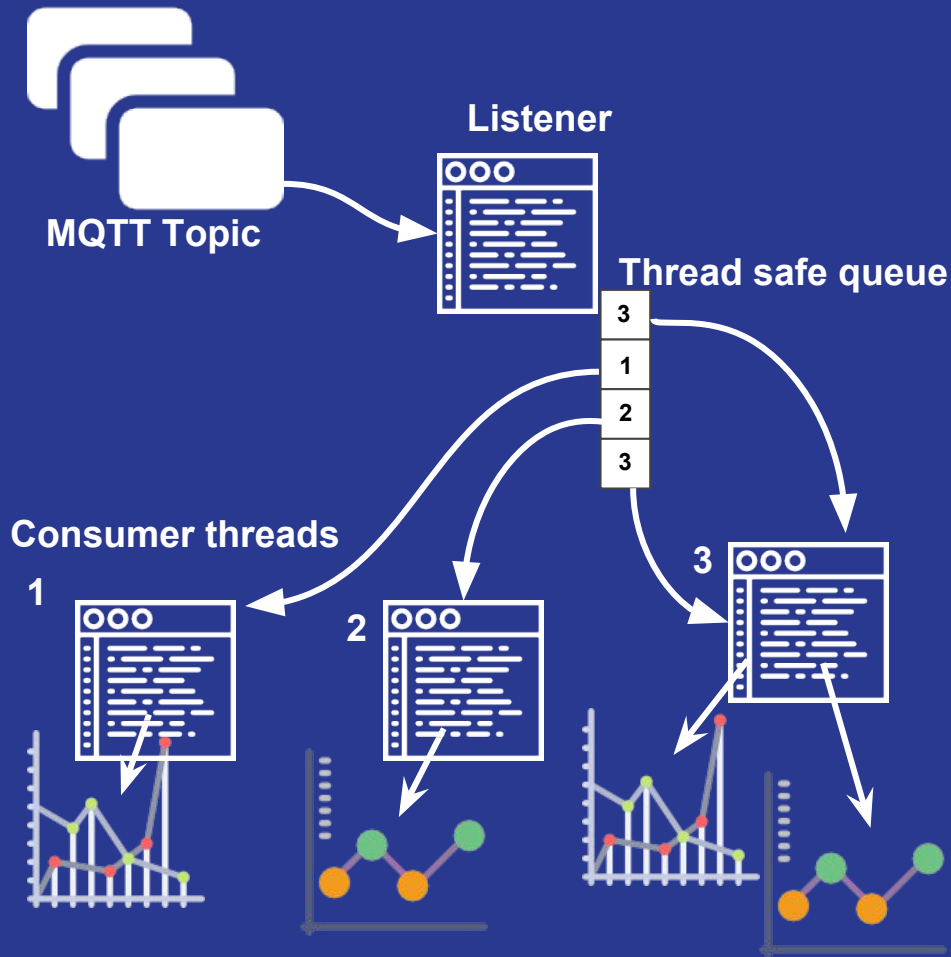 Listener
MQTT Topic
Thread safe queue
3
1
2
3
Consumer threads
1
2
3